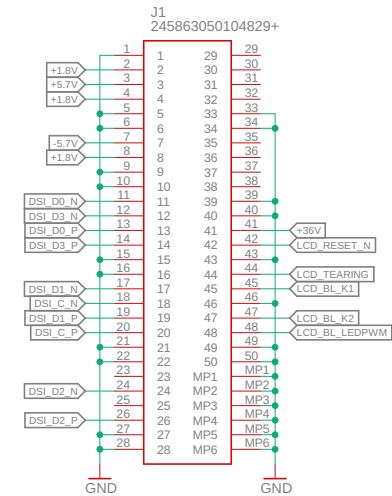 J1
245863050104829+
1 1 29 29
+1.8V 2 2 30 30
+5.7V 3 3 31 31
+1.8V 4 4 32 32
5 5 33 33
6 6 34 34
-5.7V 7 7 35 35
+1.8V 8 8 36 36
9 9 37 37
10 10 38 38
DSI_D0_N 11 11 39 39
DSI_D3_N 12 12 40 40
DSI_D0_P 13 13 41 41 +36V
DSI_D3_P 14 14 42 42 LCD_RESET_N
15 15 43 43
16 16 44 44 LCD_TEARING
DSI_D1_N 17 17 45 45 LCD_BL_K1
DSI_C_N 18 18 46 46
DSI_D1_P 19 19 47 47 LCD_BL_K2
DSI_C_P 20 20 48 48 LCD_BL_LEDPWM
21 21 49 49
22 22 50 50
23 23 MP1 MP1
DSI_D2_N 24 24 MP2 MP2
25 25 MP3 MP3
DSI_D2_P 26 26 MP4 MP4
27 27 MP5 MP5
28 28 MP6 MP6
GND GND